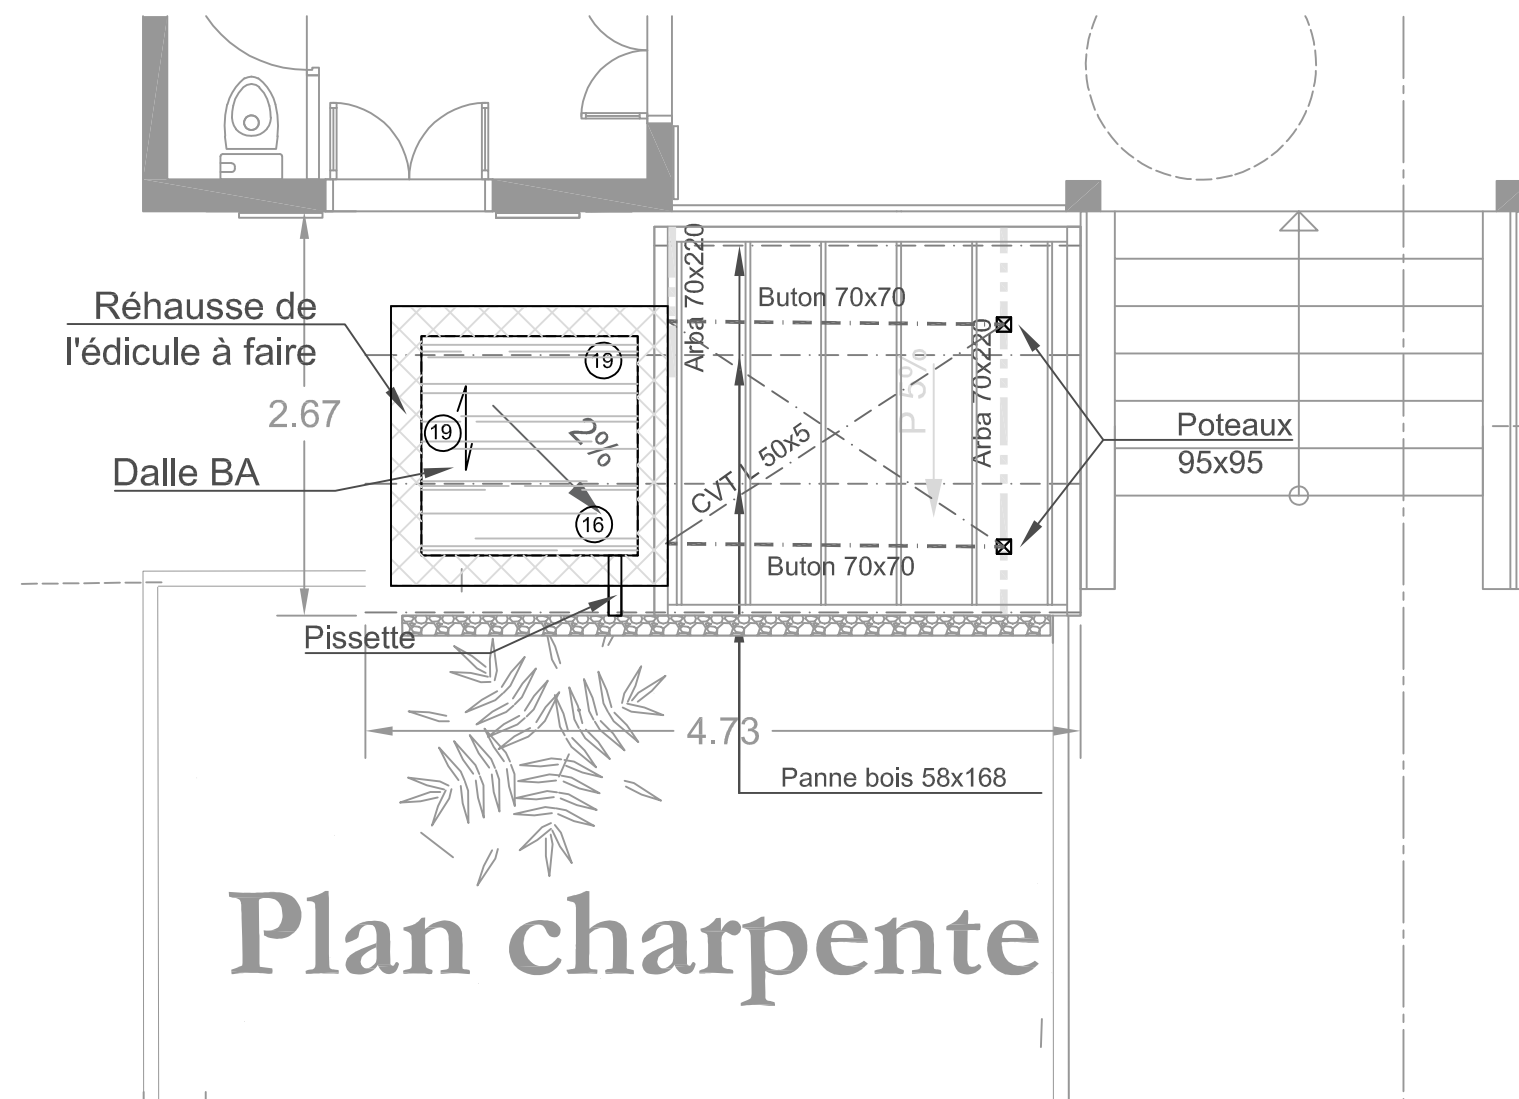 Arba 70x220
Buton 70x70
Réhausse de
l'édicule à faire
19
Arba 70x220
P 5%
2.67
19
2%
CVT L 50x5
Poteaux
95x95
Dalle BA
16
Buton 70x70
Pissette
4.73
Panne bois 58x168
Plan charpente